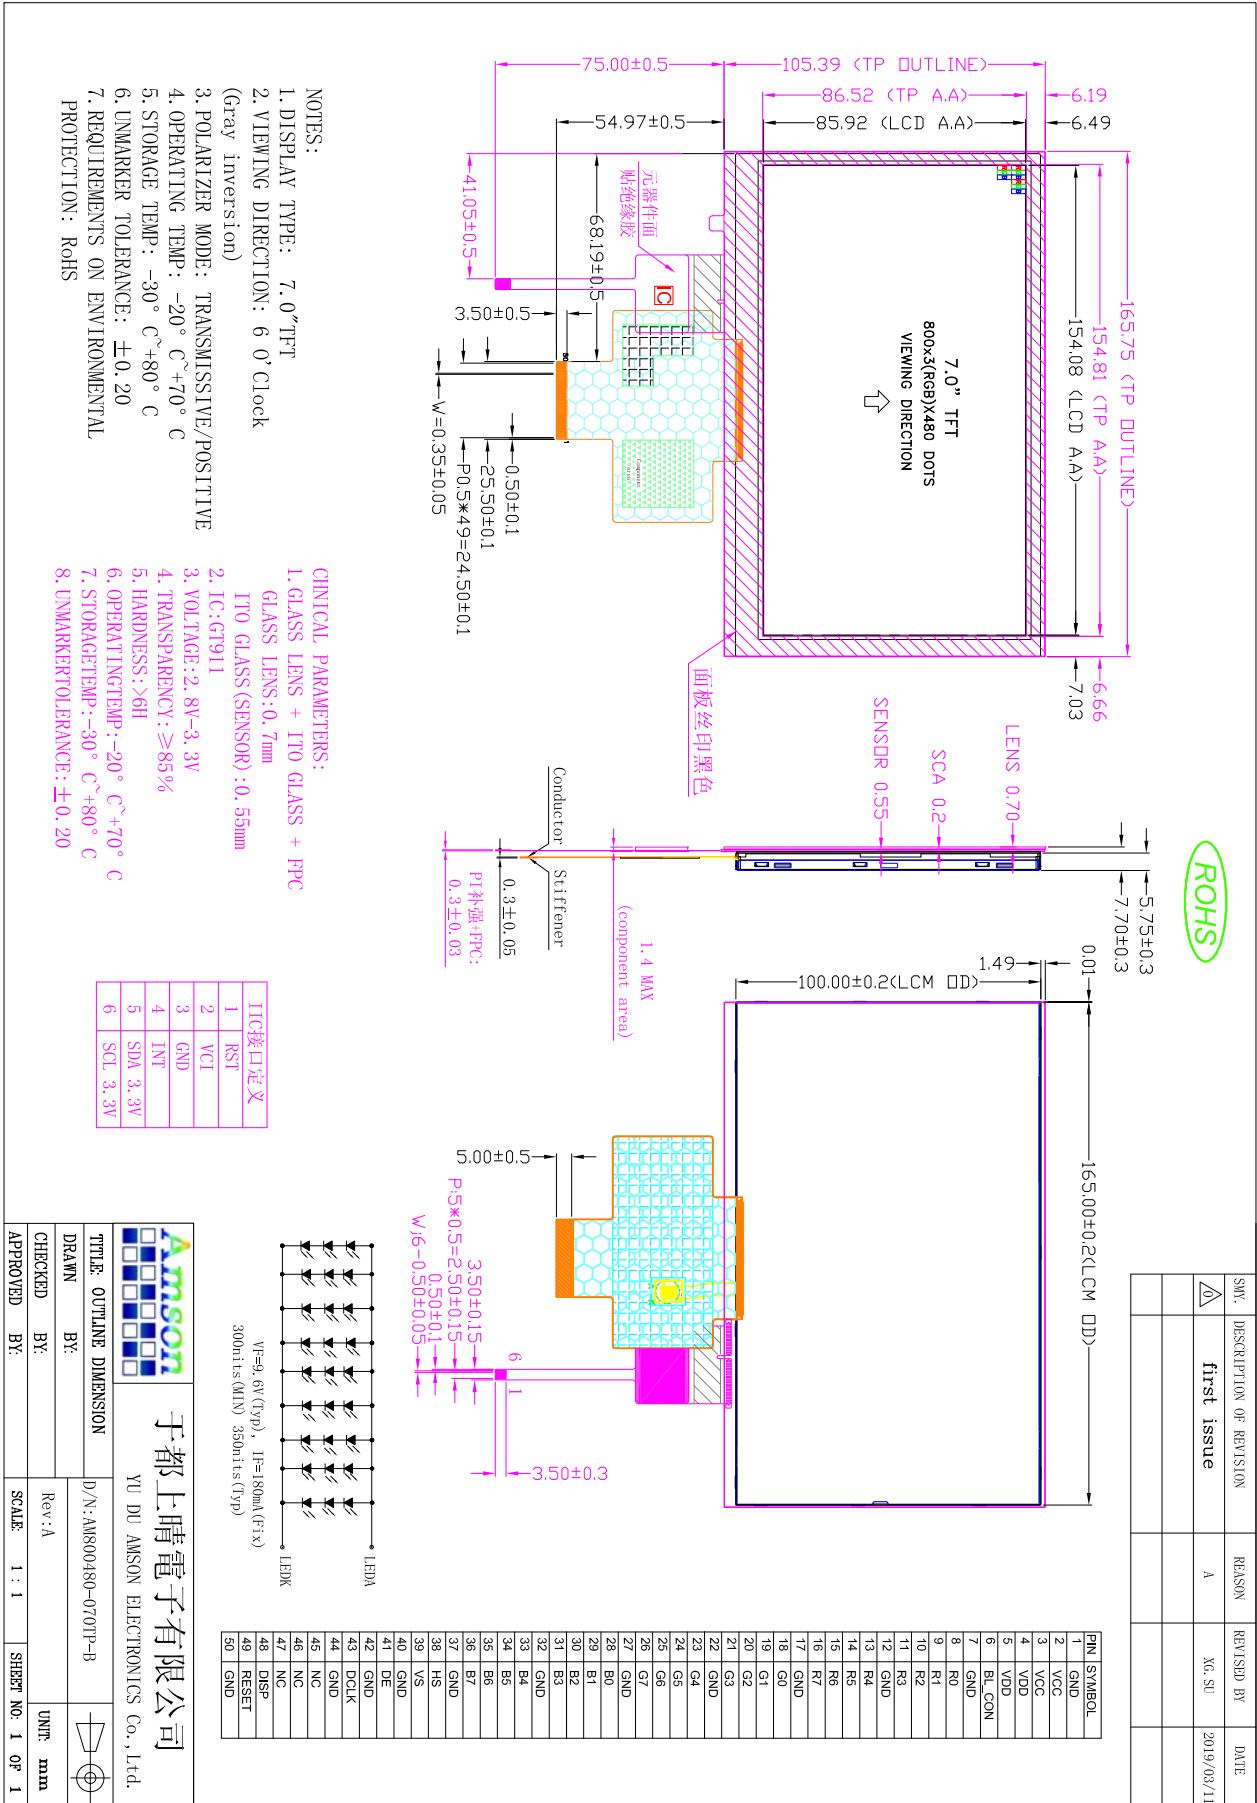 SMY. DESCRIPTION OF REVISION REASON REVISED BY DATE
0 first issue A XG.SU 2019/03/11
ROHS
165.75 (TP OUTLINE)
154.81 (TP A.A)
154.08 (LCD A.A)
6.66
7.03
105.39 (TP OUTLINE)
86.52 (TP A.A)
85.92 (LCD A.A)
6.19
6.49
75.00±0.5
54.97±0.5
68.19±0.5
41.05±0.5
3.50±0.5
7.0" TFT
800x3(RGB)X480 DOTS
VIEWING DIRECTION
元器件面
贴绝缘胶
IC
50
1
Component
0.50±0.1
25.50±0.1
P0.5*49=24.50±0.1
W=0.35±0.05
面板丝印黑色
LENS 0.70
SCA 0.2
SENSOR 0.55
5.75±0.3
7.70±0.3
Conductor
Stiffener
0.3±0.05
PI补强+FPC:
0.3±0.03
1.4 MAX
(conponent area)
0.01
165.00±0.2(LCM OD)
1.49
100.00±0.2(LCM OD)
5.00±0.5
3.50±0.15
P:5*0.5=2.50±0.15
0.50±0.1
W;6-0.50±0.05
6
1
3.50±0.3
NOTES:
1.DISPLAY TYPE: 7.0"TFT
2.VIEWING DIRECTION: 6 O'Clock
(Gray inversion)
3.POLARIZER MODE: TRANSMISSIVE/POSITIVE
4.OPERATING TEMP: -20° C~+70° C
5.STORAGE TEMP: -30° C~+80° C
6.UNMARKER TOLERANCE: ±0.20
7.REQUIREMENTS ON ENVIRONMENTAL
PROTECTION: RoHS
CHNICAL PARAMETERS:
1.GLASS LENS + ITO GLASS + FPC
GLASS LENS:0.7mm
ITO GLASS(SENSOR):0.55mm
2.IC:GT911
3.VOLTAGE:2.8V-3.3V
4.TRANSPARENCY:≥85%
5.HARDNESS:>6H
6.OPERATINGTEMP:-20° C~+70° C
7.STORAGETEMP:-30° C~+80° C
8.UNMARKERTOLERANCE:±0.20
IIC接口定义
1 RST
2 VCI
3 GND
4 INT
5 SDA 3.3V
6 SCL 3.3V
LEDA
LEDK
VF=9.6V(Typ), IF=180mA(Fix)
300nits(MIN) 350nits(Typ)
PIN SYMBOL
1 GND
2 VCC
3 VCC
4 VDD
5 VDD
6 BL_CON
7 GND
8 R0
9 R1
10 R2
11 R3
12 GND
13 R4
14 R5
15 R6
16 R7
17 GND
18 G0
19 G1
20 G2
21 G3
22 GND
23 G4
24 G5
25 G6
26 G7
27 GND
28 B0
29 B1
30 B2
31 B3
32 GND
33 B4
34 B5
35 B6
36 B7
37 GND
38 HS
39 VS
40 GND
41 DE
42 GND
43 DCLK
44 GND
45 NC
46 NC
47 NC
48 DISP
49 RESET
50 GND
Amson
于都上晴電子有限公司
YU DU AMSON ELECTRONICS Co.,Ltd.
TITLE: OUTLINE DIMENSION
D/N:AM800480-070TP-B
DRAWN BY:
CHECKED BY:
Rev:A
UNIT: mm
APPROVED BY:
SCALE: 1 : 1
SHEET NO: 1 OF 1